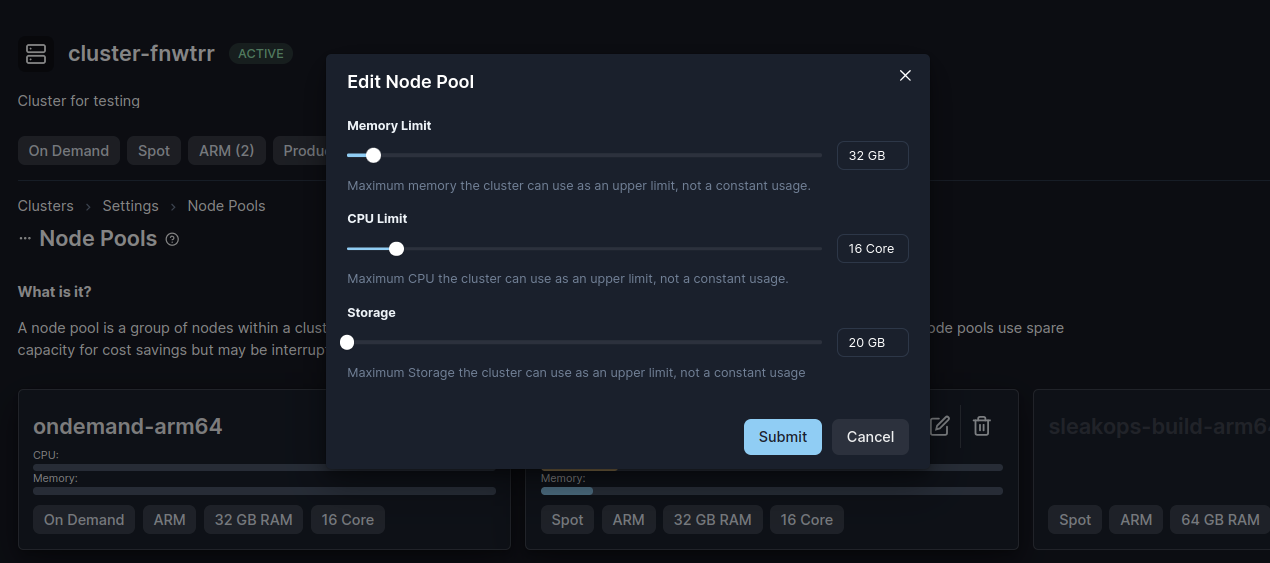 cluster-fnwtrr ACTIVE
Cluster for testing
On Demand Spot ARM (2)
Clusters › Settings › Node Pools
··· Node Pools ?
What is it?
A node pool is a group of nodes within a
ode pools use spare
capacity for cost savings but may be
Edit Node Pool
Memory Limit
32 GB
Maximum memory the cluster can use as an upper limit, not a constant usage.
CPU Limit
16 Core
Maximum CPU the cluster can use as an upper limit, not a constant usage.
Storage
20 GB
Maximum Storage the cluster can use as an upper limit, not a constant usage
Submit Cancel
ondemand-arm64
CPU:
Memory:
On Demand ARM 32 GB RAM 16 Core
Memory:
Spot ARM 32 GB RAM 16 Core
sleakops-build-arm6
Spot ARM 64 GB RAM